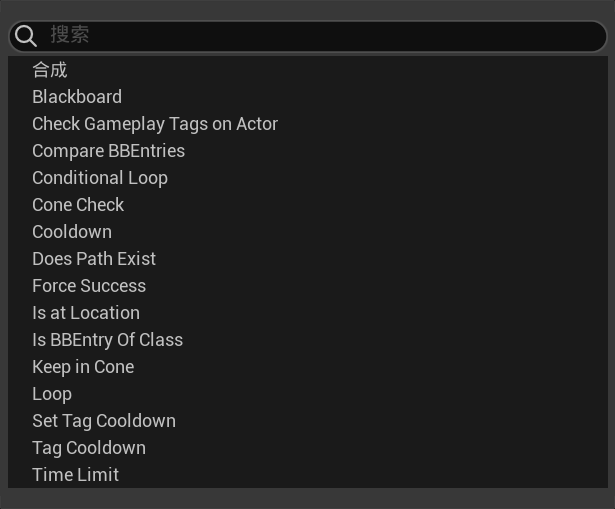 搜索
合成
Blackboard
Check Gameplay Tags on Actor
Compare BBEntries
Conditional Loop
Cone Check
Cooldown
Does Path Exist
Force Success
Is at Location
Is BBEntry Of Class
Keep in Cone
Loop
Set Tag Cooldown
Tag Cooldown
Time Limit